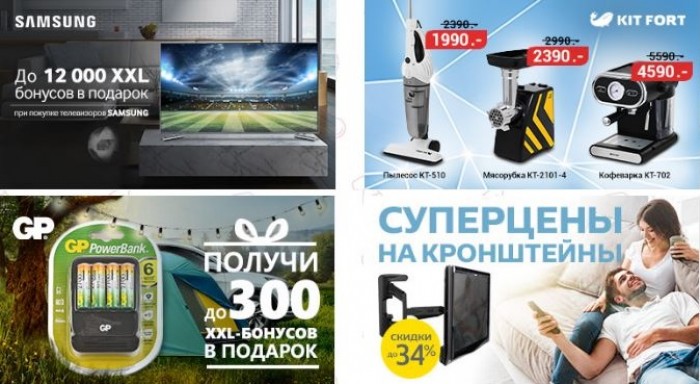 SAMSUNG
До 12 000 XXL
бонусов в подарок
при покупке телевизоров SAMSUNG
KIT FORT
2390.-
1990.-
2990.-
2390.-
5590.-
4590.-
Пылесос КТ-510
Мясорубка КТ-2101-4
Кофеварка КТ-702
GP
GP PowerBank
6
GP
ПОЛУЧИ
до 300
XXL-БОНУСОВ
В ПОДАРОК
СУПЕРЦЕНЫ
НА КРОНШТЕЙНЫ
СКИДКИ
до 34%